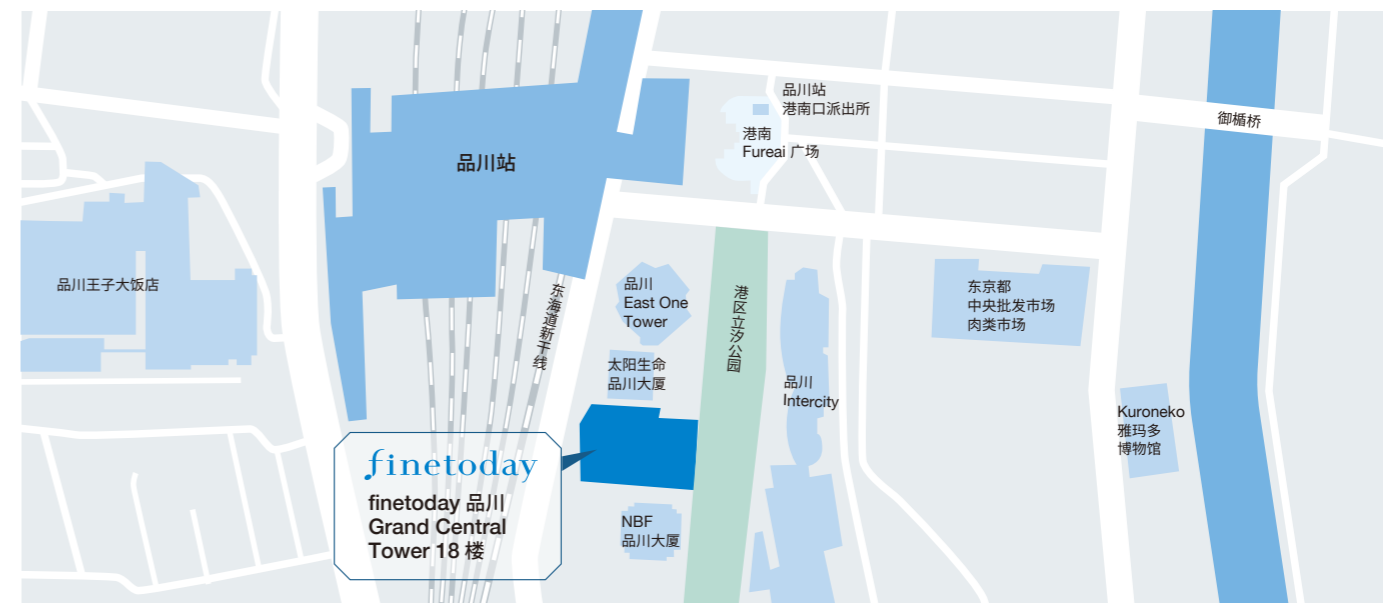 品川站
港南口派出所
御楯桥
港南
Fureai 广场
品川站
品川王子大饭店
东海道新干线
品川
East One
Tower
港区立汐公园
东京都
中央批发市场
肉类市场
太阳生命
品川大厦
品川
Intercity
Kuroneko
雅玛多
博物馆
finetoday
finetoday 品川
Grand Central
Tower 18 楼
NBF
品川大厦